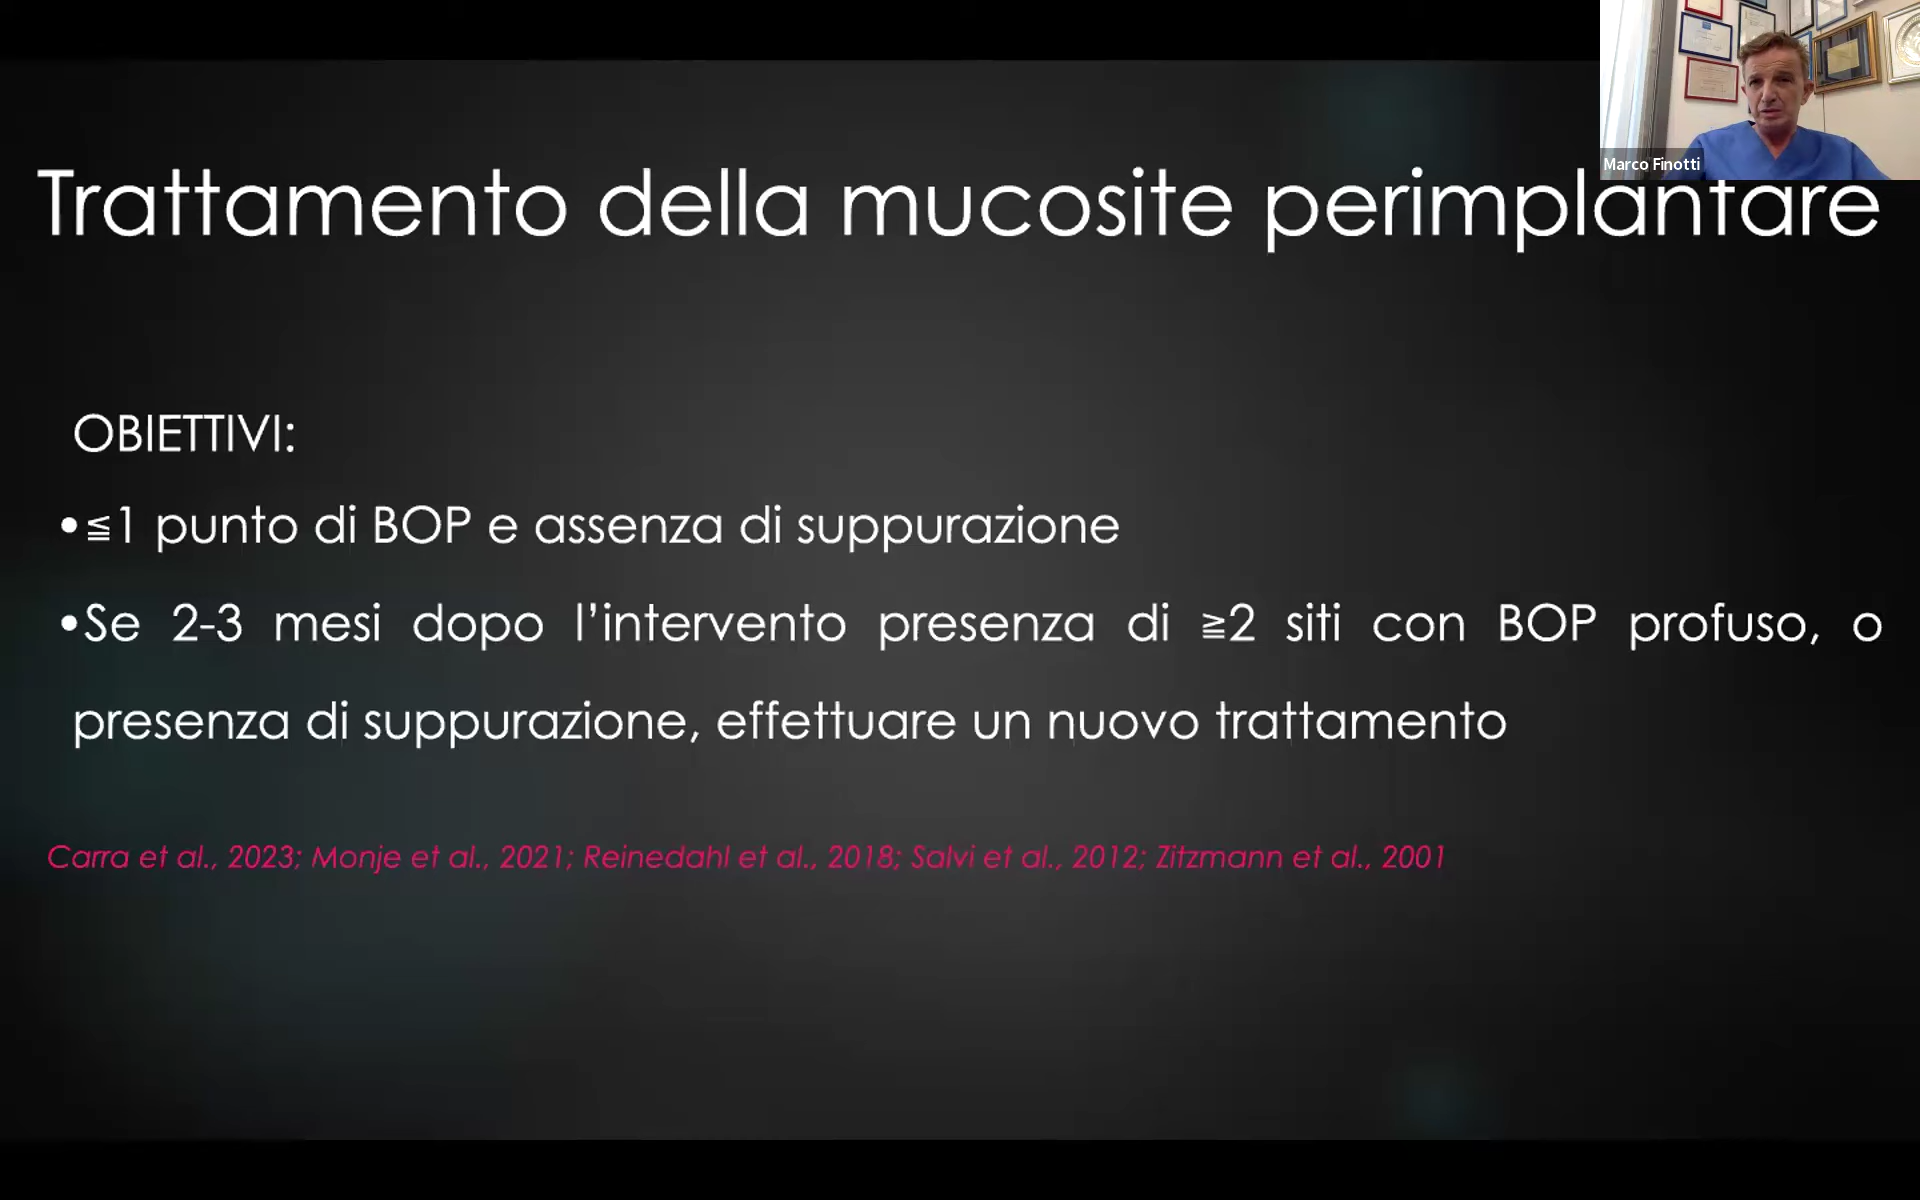 Marco Finotti
Trattamento della mucosite perimplantare
OBIETTIVI:
•≦1 punto di BOP e assenza di suppurazione
•Se 2-3 mesi dopo l’intervento presenza di ≧2 siti con BOP profuso, o
presenza di suppurazione, effettuare un nuovo trattamento
Carra et al., 2023; Monje et al., 2021; Reinedahl et al., 2018; Salvi et al., 2012; Zitzmann et al., 2001